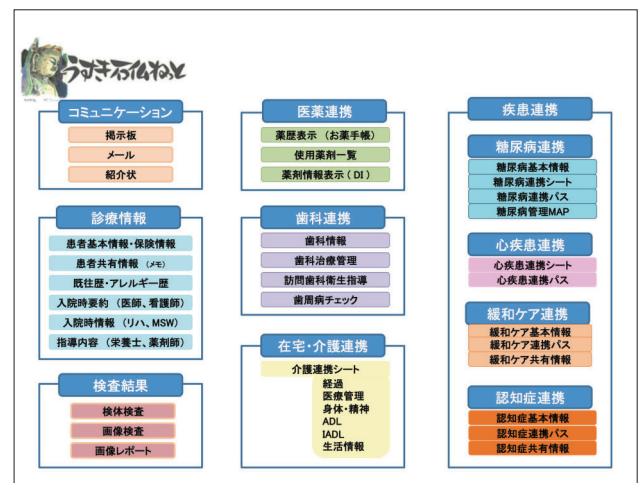 うすき石仏ねっと
コミュニケーション
掲示板
メール
紹介状
診療情報
患者基本情報・保険情報
患者共有情報（メモ）
既往歴・アレルギー歴
入院時要約（医師、看護師）
入院時情報（リハ、MSW）
指導内容（栄養士、薬剤師）
検査結果
検体検査
画像検査
画像レポート
医薬連携
薬歴表示（お薬手帳）
使用薬剤一覧
薬剤情報表示（DI）
歯科連携
歯科情報
歯科治療管理
訪問歯科衛生指導
歯周病チェック
在宅・介護連携
介護連携シート
経過
医療管理
身体・精神
ADL
IADL
生活情報
疾患連携
糖尿病連携
糖尿病基本情報
糖尿病連携シート
糖尿病連携パス
糖尿病管理MAP
心疾患連携
心疾患連携シート
心疾患連携パス
緩和ケア連携
緩和ケア基本情報
緩和ケア連携パス
緩和ケア共有情報
認知症連携
認知症基本情報
認知症連携パス
認知症共有情報